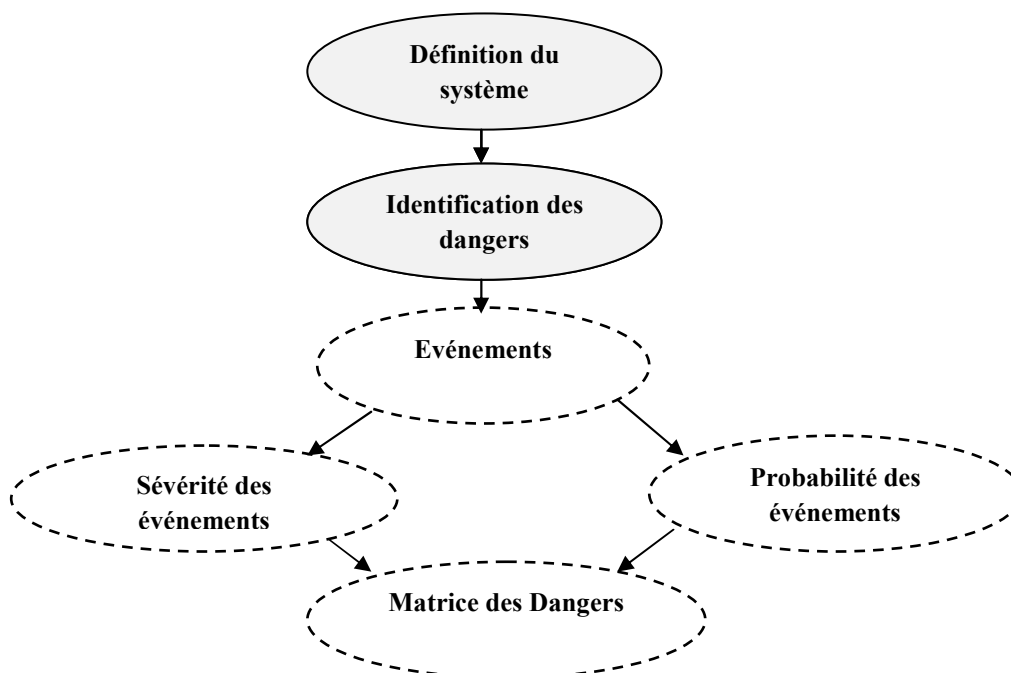 Définition du
système
Identification des
dangers
Evénements
Sévérité des
événements
Probabilité des
événements
Matrice des Dangers